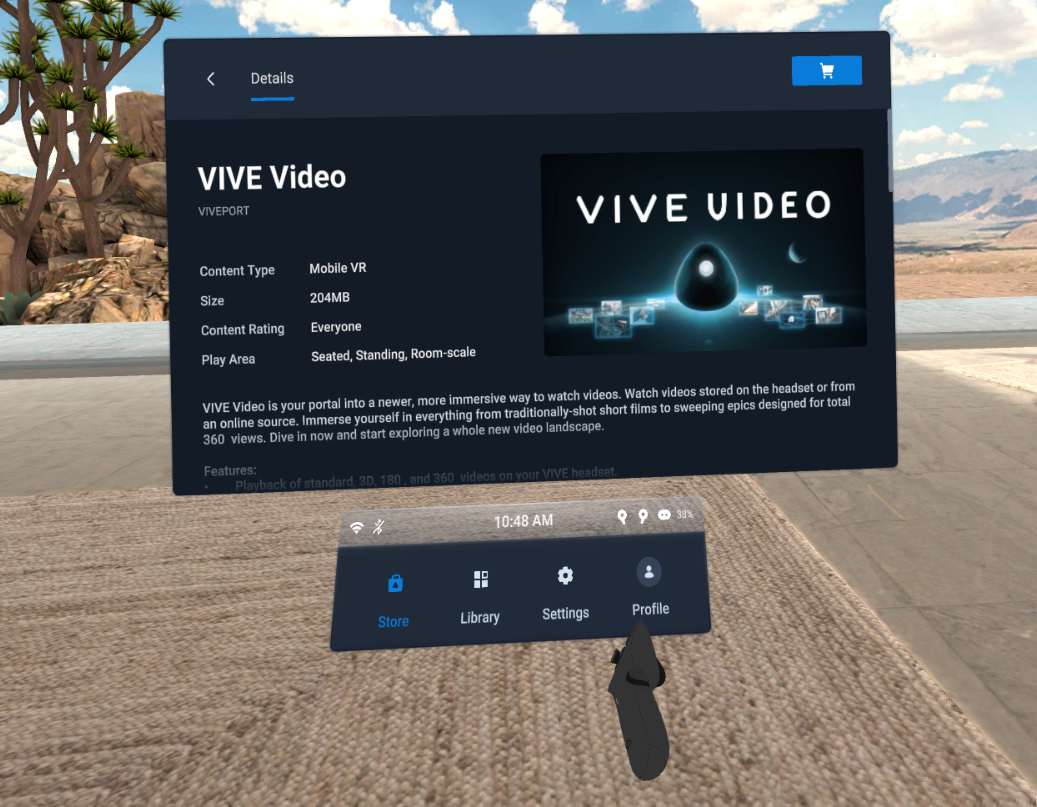 Details
VIVE Video
VIVEPORT
Content Type Mobile VR
Size 204MB
Content Rating Everyone
Play Area Seated, Standing, Room-scale
VIVE VIDEO
VIVE Video is your portal into a newer, more immersive way to watch videos. Watch videos stored on the headset or from
an online source. Immerse yourself in everything from traditionally-shot short films to sweeping epics designed for total
360 views. Dive in now and start exploring a whole new video landscape.
Features:
• Playback of standard, 3D, 180 , and 360 videos on your VIVE headset.
10:48 AM
38%
Store
Library
Settings
Profile